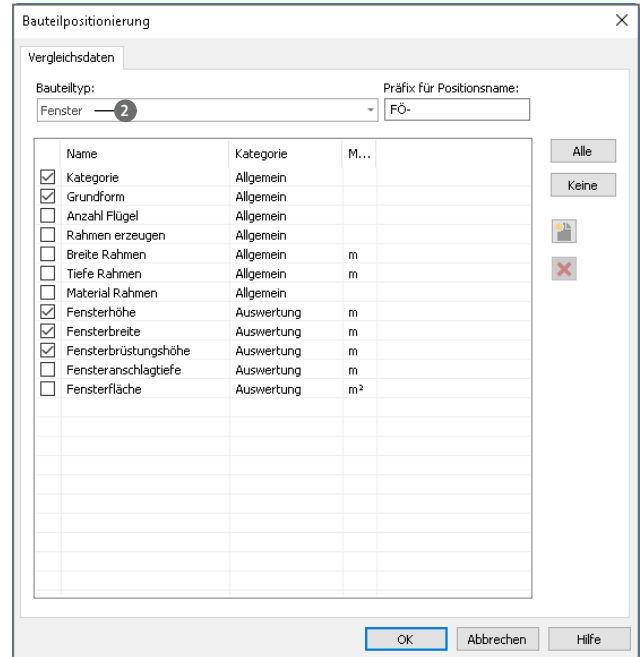 Bauteilpositionierung
Vergleichsdaten
Bauteiltyp: Präfix für Positionsname:
Fenster 2 FÖ-
Name Kategorie M...
Alle
Kategorie Allgemein
Keine
Grundform Allgemein
Anzahl Flügel Allgemein
Rahmen erzeugen Allgemein
Breite Rahmen Allgemein m
Tiefe Rahmen Allgemein m
Material Rahmen Allgemein
Fensterhöhe Auswertung m
Fensterbreite Auswertung m
Fensterbrüstungshöhe Auswertung m
Fensteranschlagtiefe Auswertung m
Fensterfläche Auswertung m²
OK Abbrechen Hilfe